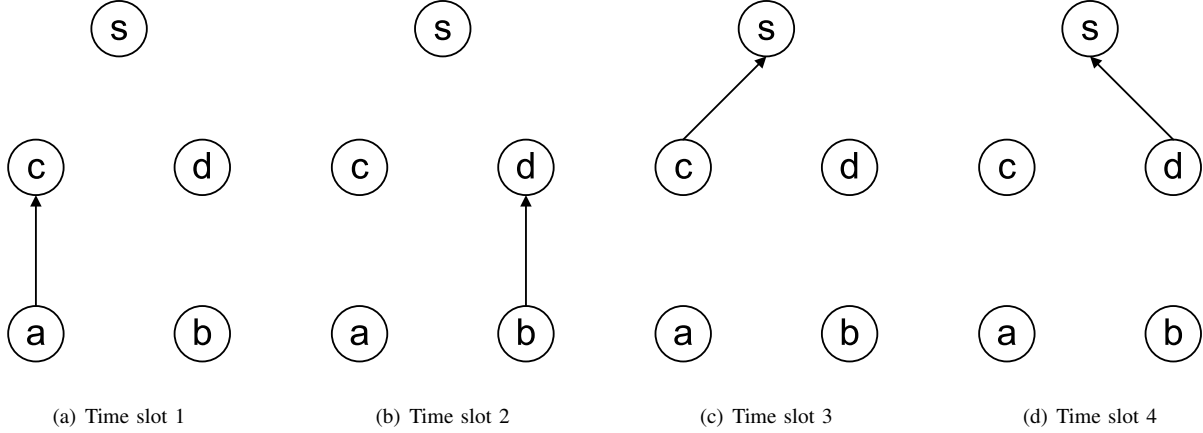 s s s s
c d c d c d c d
a b a b a b a b
(a) Time slot 1 (b) Time slot 2 (c) Time slot 3 (d) Time slot 4